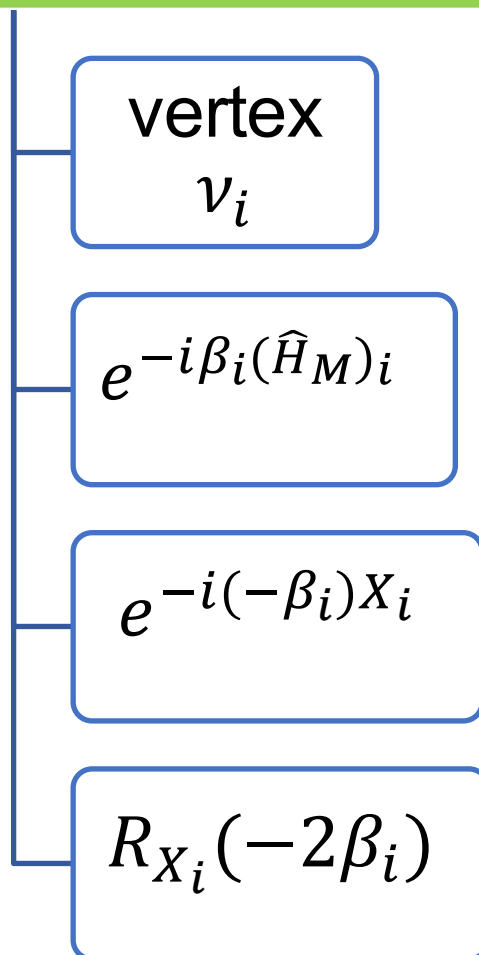 vertex
𝜈ᵢ
e^{−iβᵢ(Ĥ_M)ᵢ}
e^{−i(−βᵢ)Xᵢ}
R_{Xᵢ}(−2βᵢ)